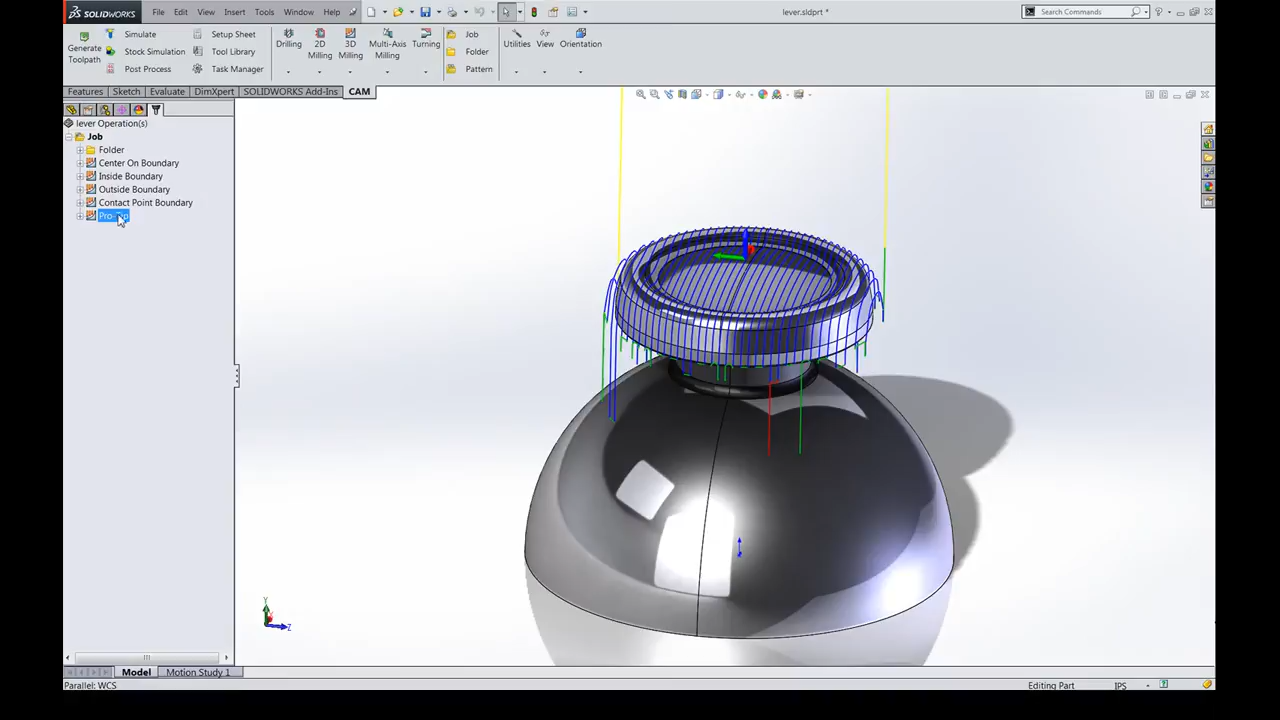 SOLIDWORKS File Edit View Insert Tools Window Help lever.sldprt * Search Commands
Generate Toolpath
Simulate
Stock Simulation
Post Process
Setup Sheet
Tool Library
Task Manager
Drilling
2D Milling
3D Milling
Multi-Axis Milling
Turning
Job
Folder
Pattern
Utilities
View
Orientation
Features Sketch Evaluate DimXpert SOLIDWORKS Add-Ins CAM
lever Operation(s)
Job
Folder
Center On Boundary
Inside Boundary
Outside Boundary
Contact Point Boundary
Y
Z
Model Motion Study 1
Parallel: WCS Editing Part IPS